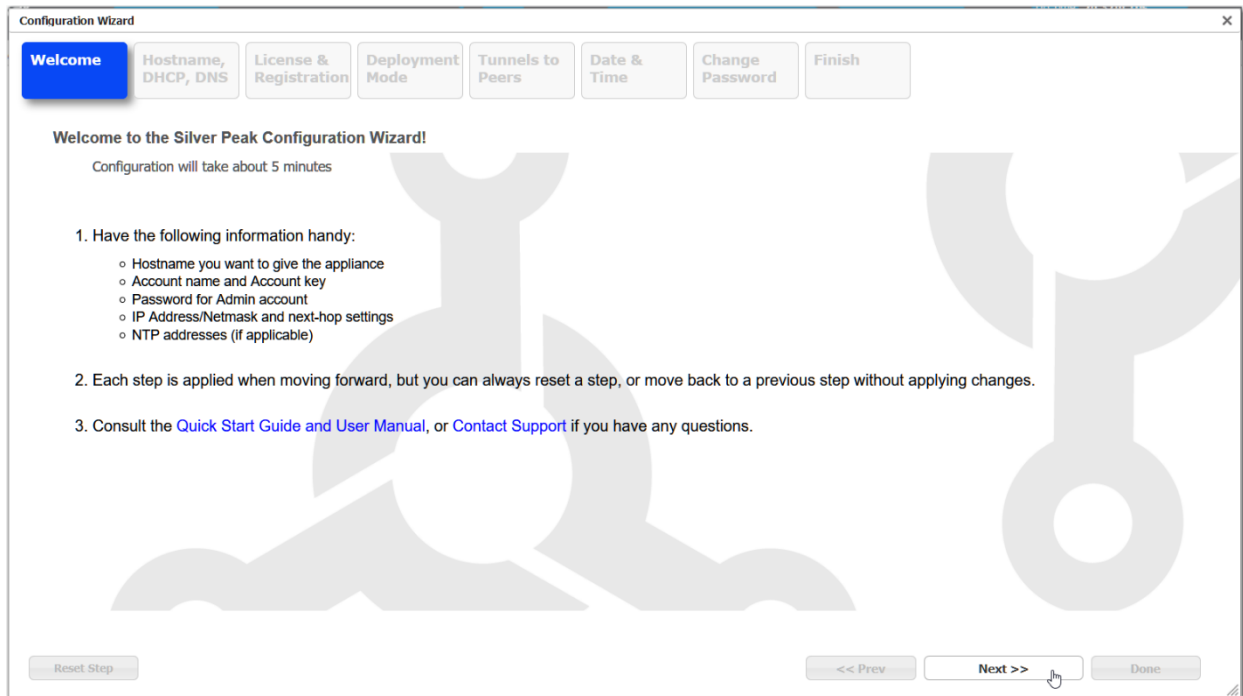 Configuration Wizard
Welcome
Hostname, DHCP, DNS
License & Registration
Deployment Mode
Tunnels to Peers
Date & Time
Change Password
Finish
Welcome to the Silver Peak Configuration Wizard!
Configuration will take about 5 minutes
1. Have the following information handy:
Hostname you want to give the appliance
Account name and Account key
Password for Admin account
IP Address/Netmask and next-hop settings
NTP addresses (if applicable)
2. Each step is applied when moving forward, but you can always reset a step, or move back to a previous step without applying changes.
3. Consult the Quick Start Guide and User Manual, or Contact Support if you have any questions.
Reset Step
<< Prev
Next >>
Done